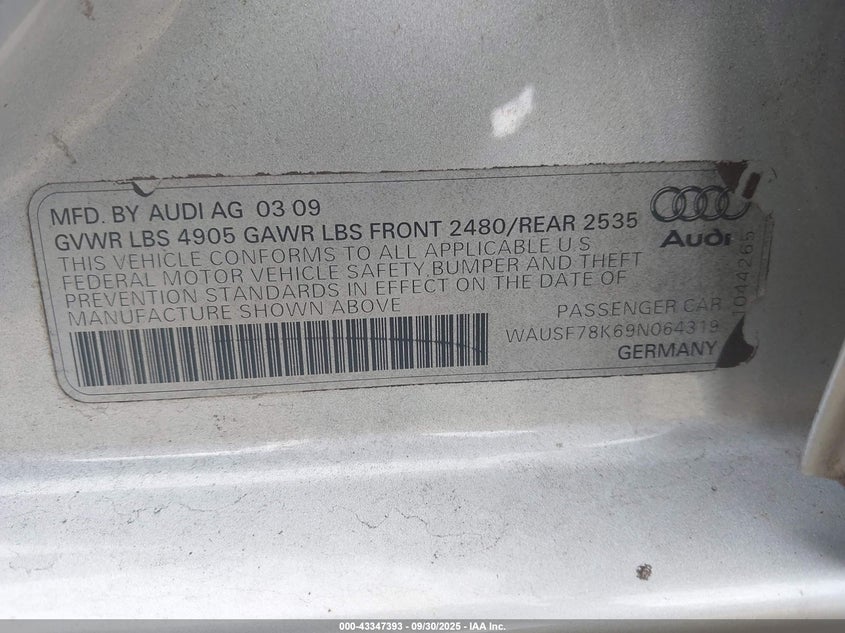 MFD. BY AUDI AG 03 09
GVWR LBS 4905 GAWR LBS FRONT 2480/REAR 2535
THIS VEHICLE CONFORMS TO ALL APPLICABLE U S
FEDERAL MOTOR VEHICLE SAFETY, BUMPER AND THEFT
PREVENTION STANDARDS IN EFFECT ON THE DATE OF
MANUFACTURE SHOWN ABOVE
Audi
PASSENGER CAR
WAUSF78K69N064319
GERMANY
1044265
000-43347393 - 09/30/2025 - IAA Inc.